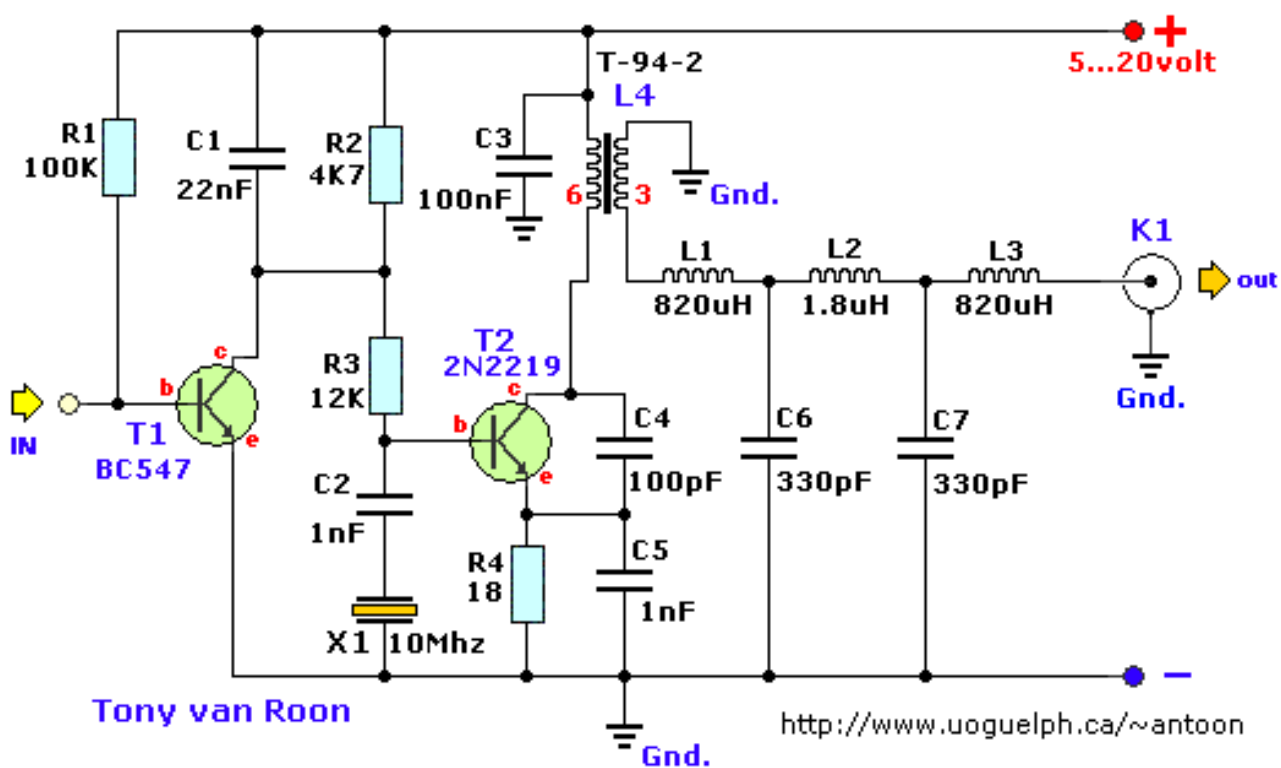 T-94-2
+
5...20volt
L4
R1
100K
C1
22nF
R2
4K7
C3
100nF
6
3
Gnd.
L1
820uH
L2
1.8uH
L3
820uH
K1
out
Gnd.
IN
T1
BC547
c
b
e
R3
12K
T2
2N2219
c
b
e
C4
100pF
C6
330pF
C7
330pF
C2
1nF
R4
18
C5
1nF
X1
10Mhz
-
Gnd.
Tony van Roon
http://www.uoguelph.ca/~antoon